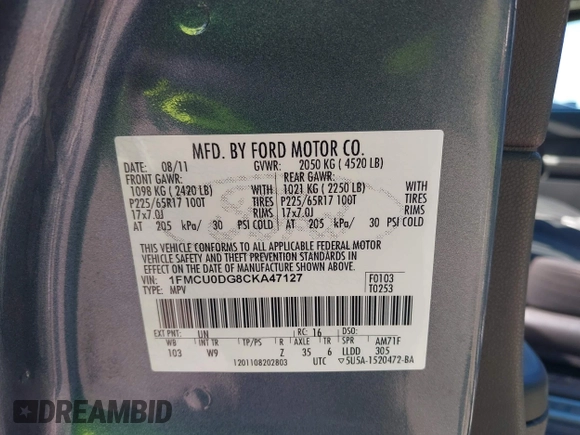 MFD. BY FORD MOTOR CO.
DATE: 08/11 GVWR: 2050 KG ( 4520 LB)
FRONT GAWR: REAR GAWR:
1098 KG ( 2420 LB) WITH 1021 KG ( 2250 LB) WITH
P225/65R17 100T TIRES P225/65R17 100T TIRES
17x7.0J RIMS 17x7.0J RIMS
AT 205 kPa/ 30 PSI COLD AT 205 kPa/ 30 PSI COLD
THIS VEHICLE CONFORMS TO ALL APPLICABLE FEDERAL MOTOR
VEHICLE SAFETY AND THEFT PREVENTION STANDARDS IN
EFFECT ON THE DATE OF MANUFACTURE SHOWN ABOVE.
VIN: 1FMCU0DG8CKA47127 F0103
TYPE: MPV T0253
EXT PNT: UN RC: 16 DSO:
WB INT TR TP/PS R AXLE TR SPR AM71F
103 W9 Z 35 6 LLDD 305
1201108202803 UTC ▽5U5A-1520472-BA
DREAMBID